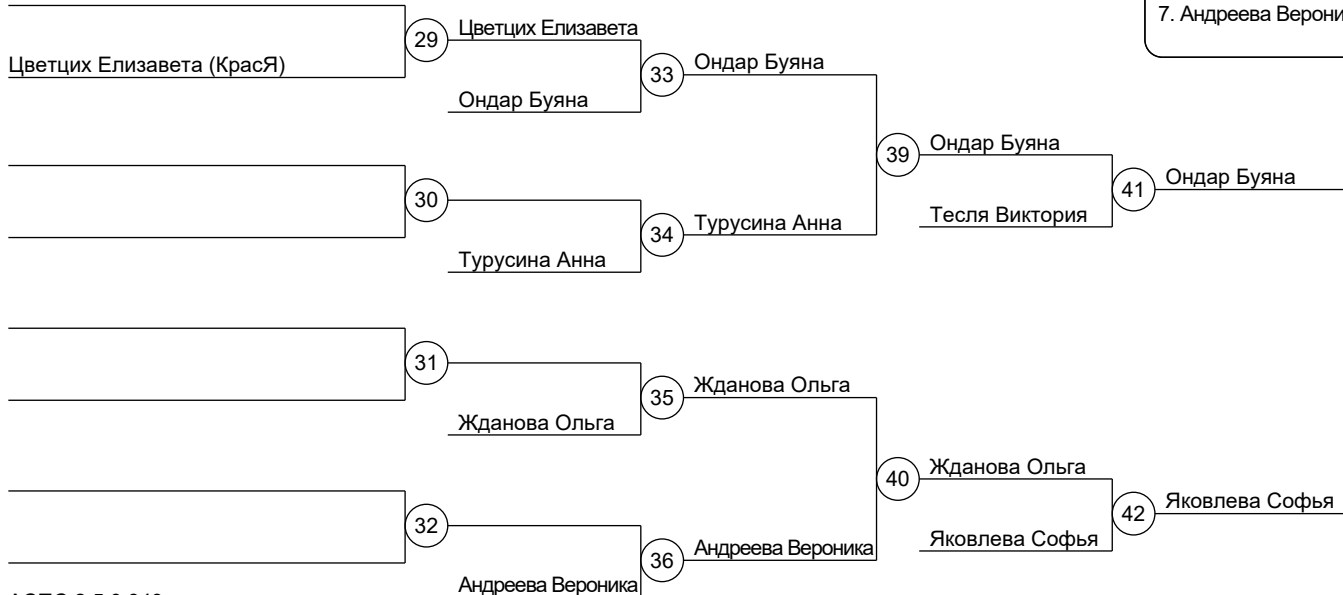 7. Андреева Верони
29
Цветцих Елизавета
Цветцих Елизавета (КрасЯ)
33
Ондар Буяна
Ондар Буяна
39
Ондар Буяна
30
41
Ондар Буяна
34
Турусина Анна
Тесля Виктория
Турусина Анна
31
35
Жданова Ольга
Жданова Ольга
40
Жданова Ольга
32
42
Яковлева Софья
36
Андреева Вероника
Яковлева Софья
Андреева Вероника